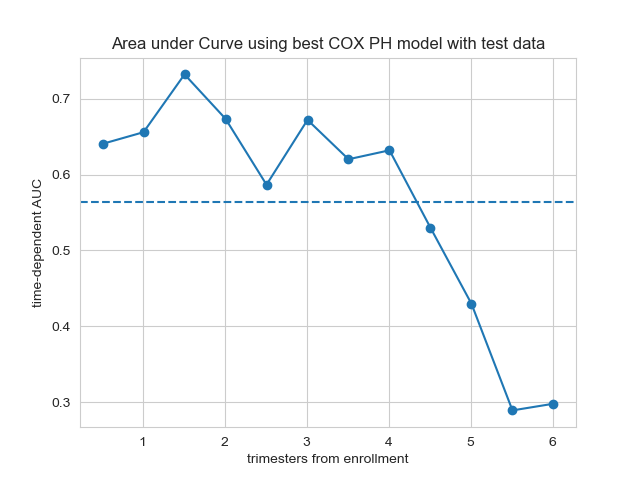 Area under Curve using best COX PH model with test data
time-dependent AUC
0.7
0.6
0.5
0.4
0.3
1 2 3 4 5 6
trimesters from enrollment